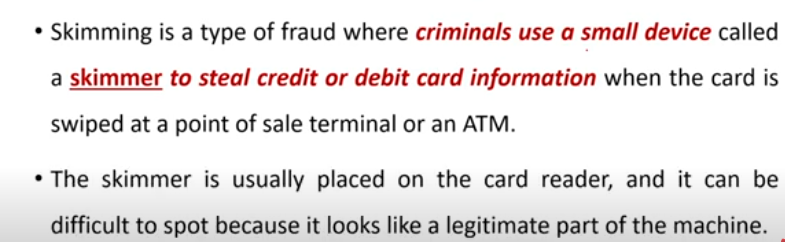 • Skimming is a type of fraud where criminals use a small device called
a skimmer to steal credit or debit card information when the card is
swiped at a point of sale terminal or an ATM.
• The skimmer is usually placed on the card reader, and it can be
difficult to spot because it looks like a legitimate part of the machine.